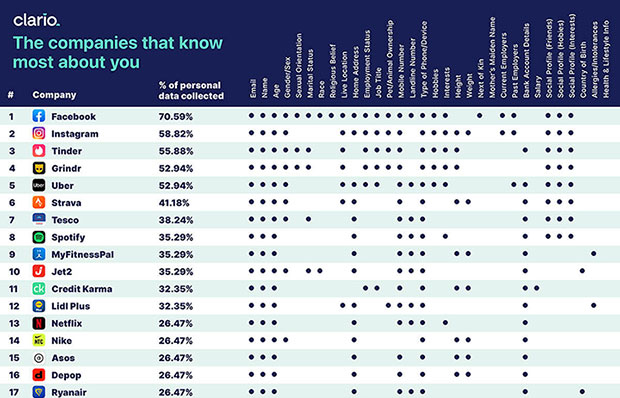 clario.
The companies that know
most about you
# Company % of personal data collected
Email
Name
Age
Gender/Sex
Sexual Orientation
Marital Status
Race
Religious Belief
Live Location
Home Address
Employment Status
Job Title
Pet/Animal Ownership
Mobile Number
Landline Number
Type of Phone/Device
Hobbies
Interests
Height
Weight
Next of Kin
Mother's Maiden Name
Current Employers
Past Employers
Bank Account Details
Salary
Social Profile (Friends)
Social Profile (Hobies)
Social Profile (Interests)
Country of Birth
Allergies/Intolerances
Health & Lifestyle Info
1 Facebook 70.59%
2 Instagram 58.82%
3 Tinder 55.88%
4 Grindr 52.94%
5 Uber 52.94%
6 Strava 41.18%
7 Tesco 38.24%
8 Spotify 35.29%
9 MyFitnessPal 35.29%
10 Jet2 35.29%
11 Credit Karma 32.35%
12 Lidl Plus 32.35%
13 Netflix 26.47%
14 Nike 26.47%
15 Asos 26.47%
16 Depop 26.47%
17 Ryanair 26.47%